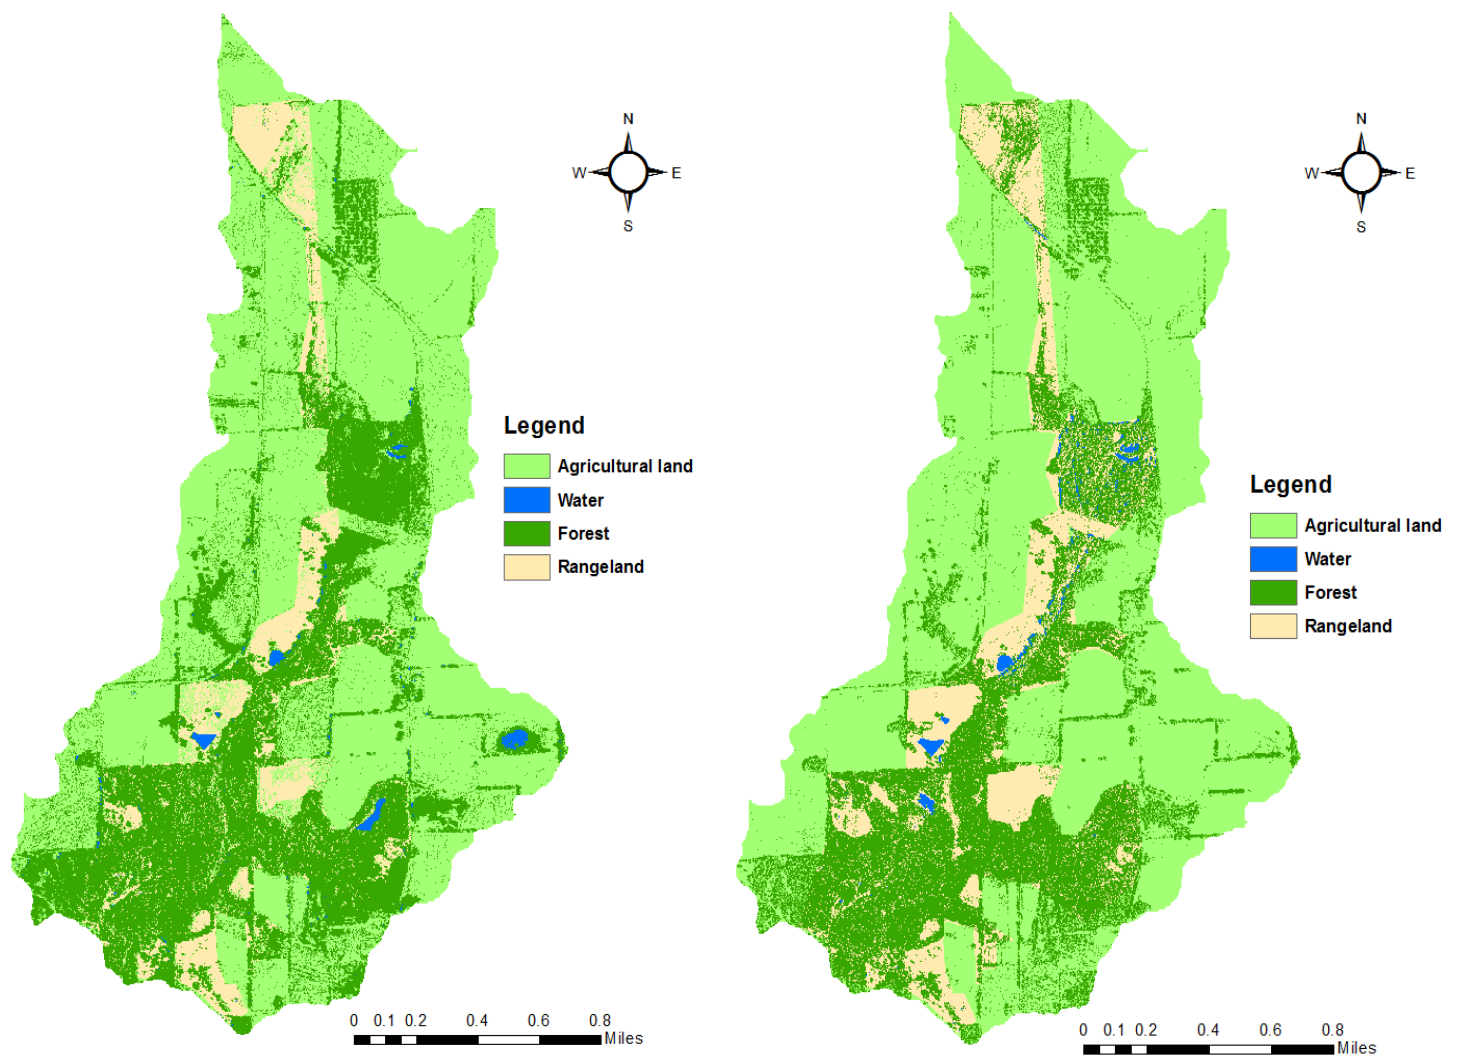 N
W E
S
Legend
Agricultural land
Water
Forest
Rangeland
0 0.1 0.2 0.4 0.6 0.8
Miles
N
W E
S
Legend
Agricultural land
Water
Forest
Rangeland
0 0.1 0.2 0.4 0.6 0.8
Miles